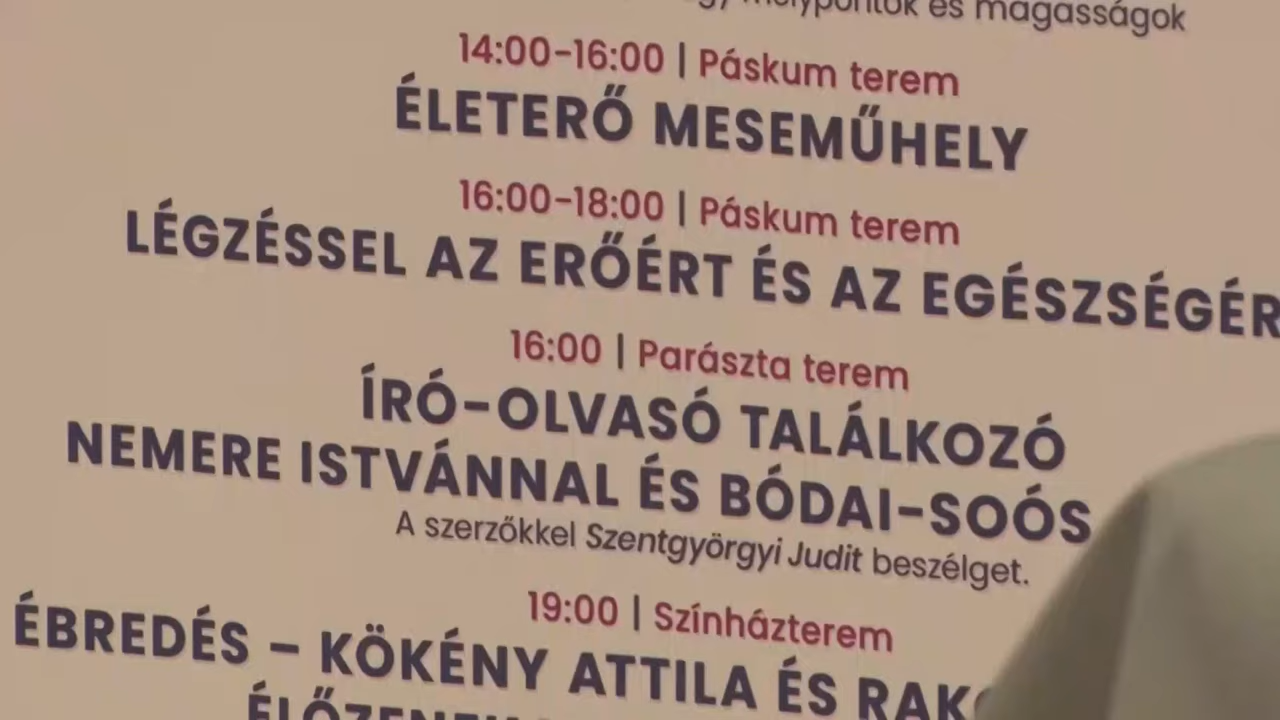 és magasságok
14:00-16:00 | Páskum terem
ÉLETERŐ MESEMŰHELY
16:00-18:00 | Páskum terem
LÉGZÉSSEL AZ ERŐÉRT ÉS AZ
16:00 | Parászta terem
ÍRÓ-OLVASÓ TALÁLKOZÓ
NEMERE ISTVÁNNAL ÉS BÓDAI-SOÓS
A szerzőkkel Szentgyörgyi Judit beszélget.
19:00 | Színházterem
ÉBREDÉS – KÖKÉNY ATTILA ÉS